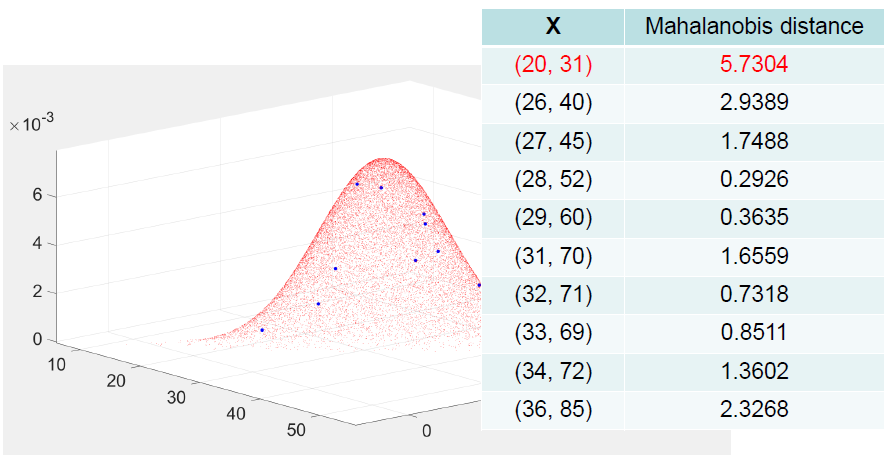 X Mahalanobis distance
(20, 31) 5.7304
(26, 40) 2.9389
(27, 45) 1.7488
(28, 52) 0.2926
(29, 60) 0.3635
(31, 70) 1.6559
(32, 71) 0.7318
(33, 69) 0.8511
(34, 72) 1.3602
(36, 85) 2.3268
×10⁻³
6
4
2
0
10
20
30
40
50
0